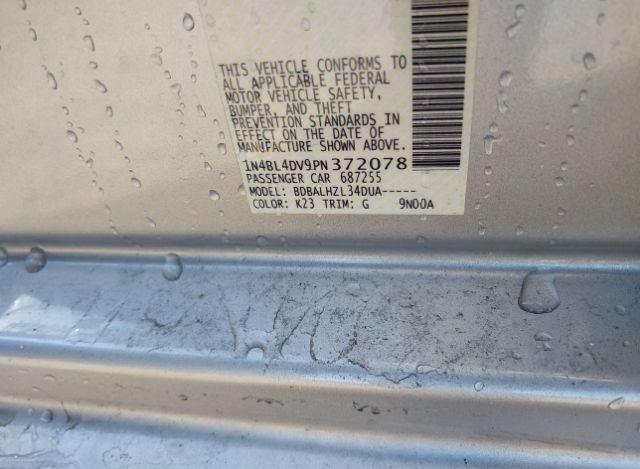 THIS VEHICLE CONFORMS TO
ALL APPLICABLE FEDERAL
MOTOR VEHICLE SAFETY,
BUMPER, AND THEFT
PREVENTION STANDARDS IN
EFFECT ON THE DATE OF
MANUFACTURE SHOWN ABOVE.
1N4BL4DV9PN372078
PASSENGER CAR 687255
MODEL: BDBALHZL34DUA-----
COLOR: K23 TRIM: G 9N00A